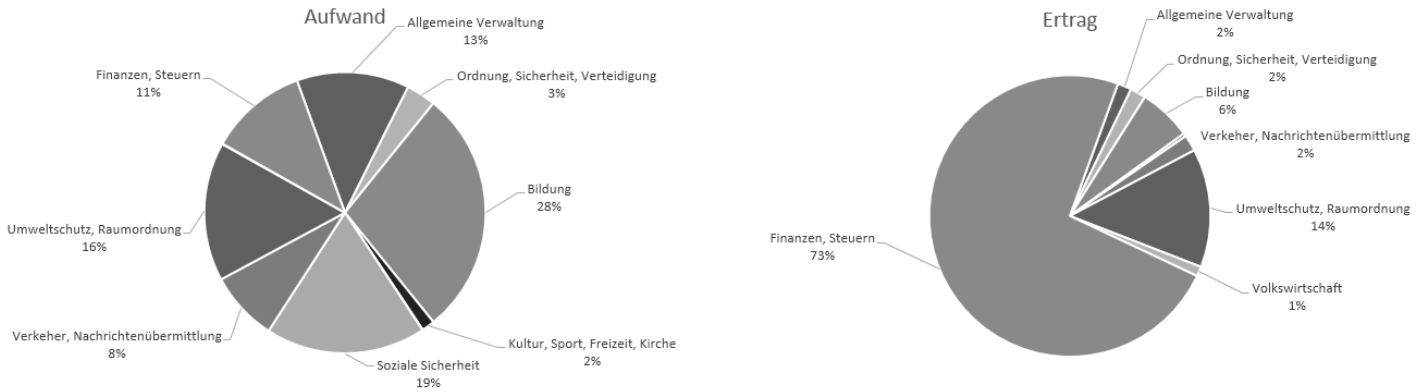 Aufwand
Allgemeine Verwaltung
13%
Ordnung, Sicherheit, Verteidigung
3%
Bildung
28%
Kultur, Sport, Freizeit, Kirche
2%
Soziale Sicherheit
19%
Verkeher, Nachrichtenübermittlung
8%
Umweltschutz, Raumordnung
16%
Finanzen, Steuern
11%
Ertrag
Allgemeine Verwaltung
2%
Ordnung, Sicherheit, Verteidigung
2%
Bildung
6%
Verkeher, Nachrichtenübermittlung
2%
Umweltschutz, Raumordnung
14%
Volkswirtschaft
1%
Finanzen, Steuern
73%